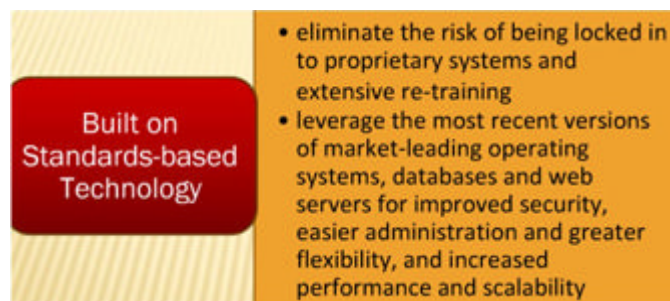 Built on
Standards-based
Technology
• eliminate the risk of being locked in
to proprietary systems and
extensive re-training
• leverage the most recent versions
of market-leading operating
systems, databases and web
servers for improved security,
easier administration and greater
flexibility, and increased
performance and scalability